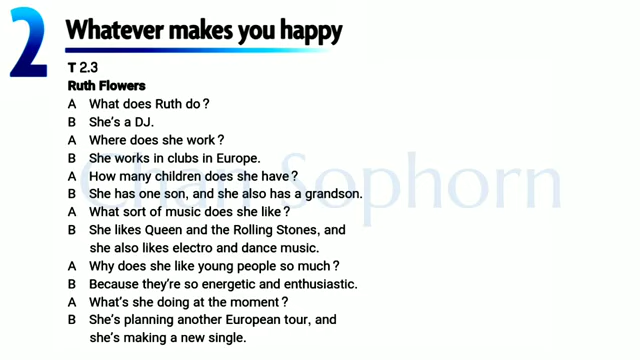 2 Whatever makes you happy
T 2.3
Ruth Flowers
A What does Ruth do?
B She's a DJ.
A Where does she work?
B She works in clubs in Europe.
A How many children does she have?
B She has one son, and she also has a grandson.
A What sort of music does she like?
B She likes Queen and the Rolling Stones, and
she also likes electro and dance music.
A Why does she like young people so much?
B Because they're so energetic and enthusiastic.
A What's she doing at the moment?
B She's planning another European tour, and
she's making a new single.
Chan Sophorn